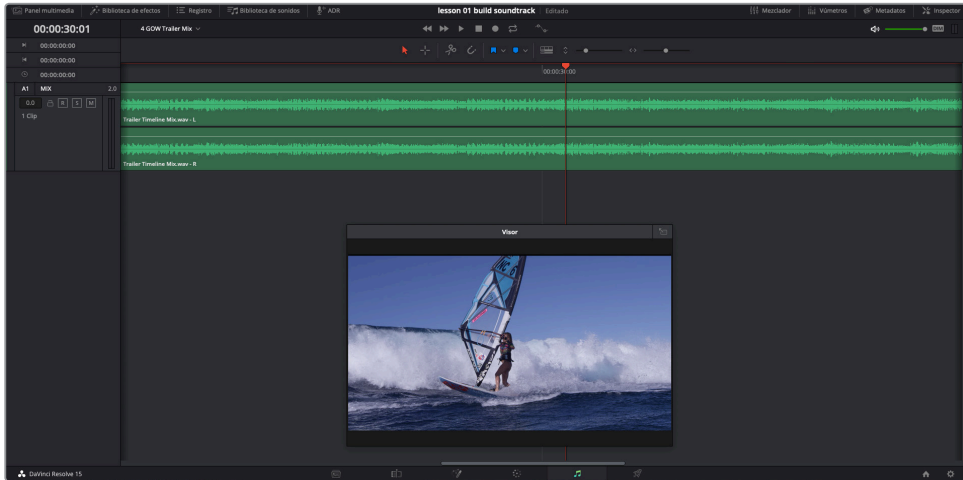 Panel multimedia Biblioteca de efectos Registro Biblioteca de sonidos ADR lesson 01 build soundtrack Editado Mezclador Vúmetros Metadatos Inspector
00:00:30:01 4 GOW Trailer Mix DIM
00:00:00:00
00:00:00:00
00:00:00:00
00:00:30:00
A1 MIX 2.0
0.0 R S M
1 Clip
Trailer Timeline Mix.wav - L
Trailer Timeline Mix.wav - R
Visor
DaVinci Resolve 15